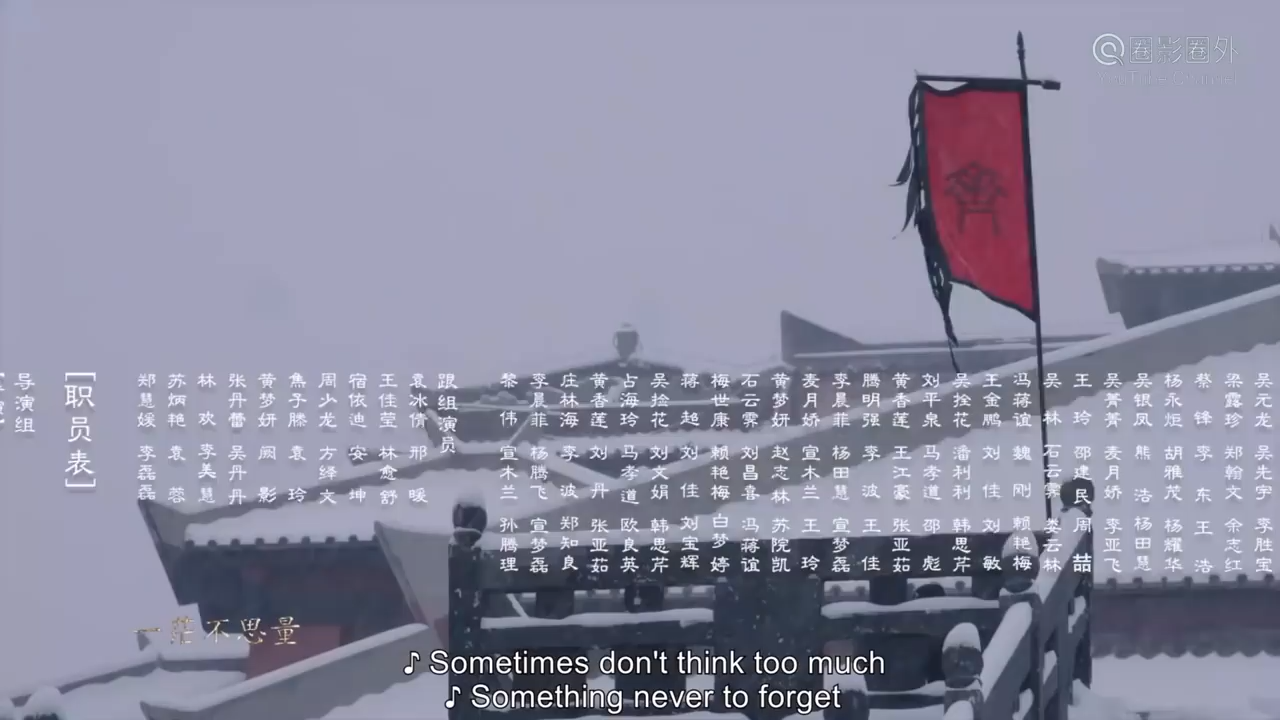 圈影圈外
YouTube Channel
吴元龙 吴先宇 李胜宝
梁露珍 郑翰文 余志红
蔡锋 李东 王浩
杨永炬 胡雅茂 杨耀华
吴银凤 熊浩 杨田慧
吴菁菁 麦月娇 李亚飞
王玲 邵建民 周喆
吴林 石云霁 娄云林
冯蒋谊 魏刚 赖艳梅
王金鹏 刘佳 刘敏
吴拴花 潘利利 韩思芹
刘平泉 马孝道 邵彪
黄香莲 王江豪 张亚茹
腾明强 李波 王佳
李晨菲 杨田慧 宣梦磊
麦月娇 宣木兰 王玲
黄梦妍 赵志林 苏院凯
石云霁 刘昌喜 冯蒋谊
梅世康 赖艳梅 白梦婷
蒋超 刘佳 刘宝辉
吴捡花 刘文娟 韩思芹
占海玲 马孝道 欧良英
黄香莲 刘丹 张亚茹
庄林海 李波 郑知良
李晨菲 杨腾飞 宣梦磊
黎伟 宣木兰 孙腾理
跟组演员
袁冰倩 邢暖
王佳莹 林愈舒
宿依迪 安坤
周少龙 方绎文
焦子滕 袁玲
黄梦妍 阙影
张丹蕾 吴丹丹
林欢 李美慧
苏炳艳 袁蓉
郑慧媛 李磊磊
[职员表]
导演组
一茫不思量
♪ Sometimes don't think too much
♪ Something never to forget